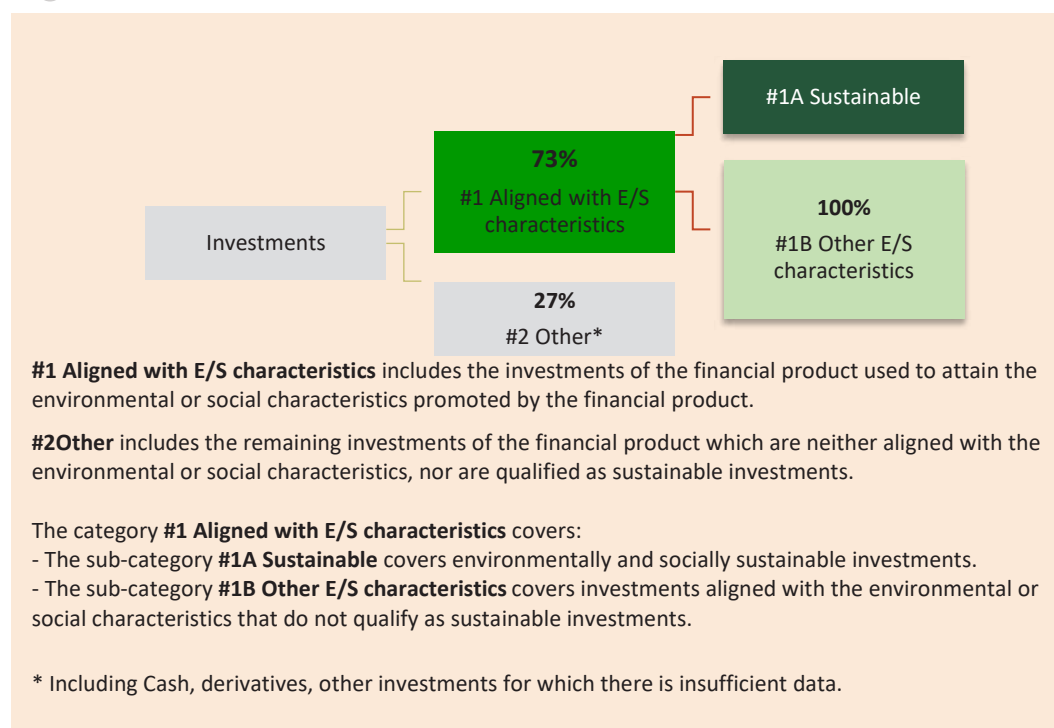 #1A Sustainable
73%
#1 Aligned with E/S
characteristics
100%
#1B Other E/S
characteristics
Investments
27%
#2 Other*
#1 Aligned with E/S characteristics includes the investments of the financial product used to attain the
environmental or social characteristics promoted by the financial product.
#2Other includes the remaining investments of the financial product which are neither aligned with the
environmental or social characteristics, nor are qualified as sustainable investments.
The category #1 Aligned with E/S characteristics covers:
- The sub-category #1A Sustainable covers environmentally and socially sustainable investments.
- The sub-category #1B Other E/S characteristics covers investments aligned with the environmental or
social characteristics that do not qualify as sustainable investments.
* Including Cash, derivatives, other investments for which there is insufficient data.